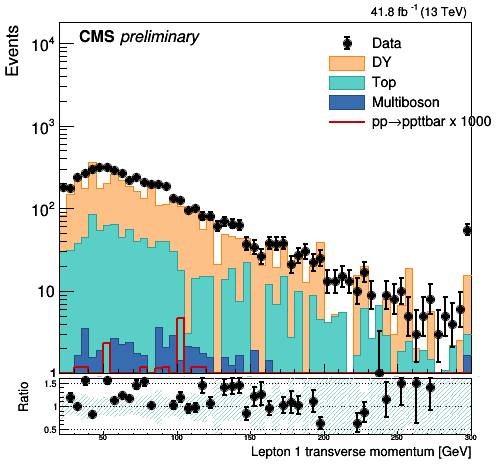 41.8 fb⁻¹ (13 TeV)
CMS preliminary
Events
10⁴
10³
10²
10
1
Data
DY
Top
Multiboson
pp→ppttbar x 1000
Ratio
1.5
1
0.5
50 100 150 200 250 300
Lepton 1 transverse momentum [GeV]